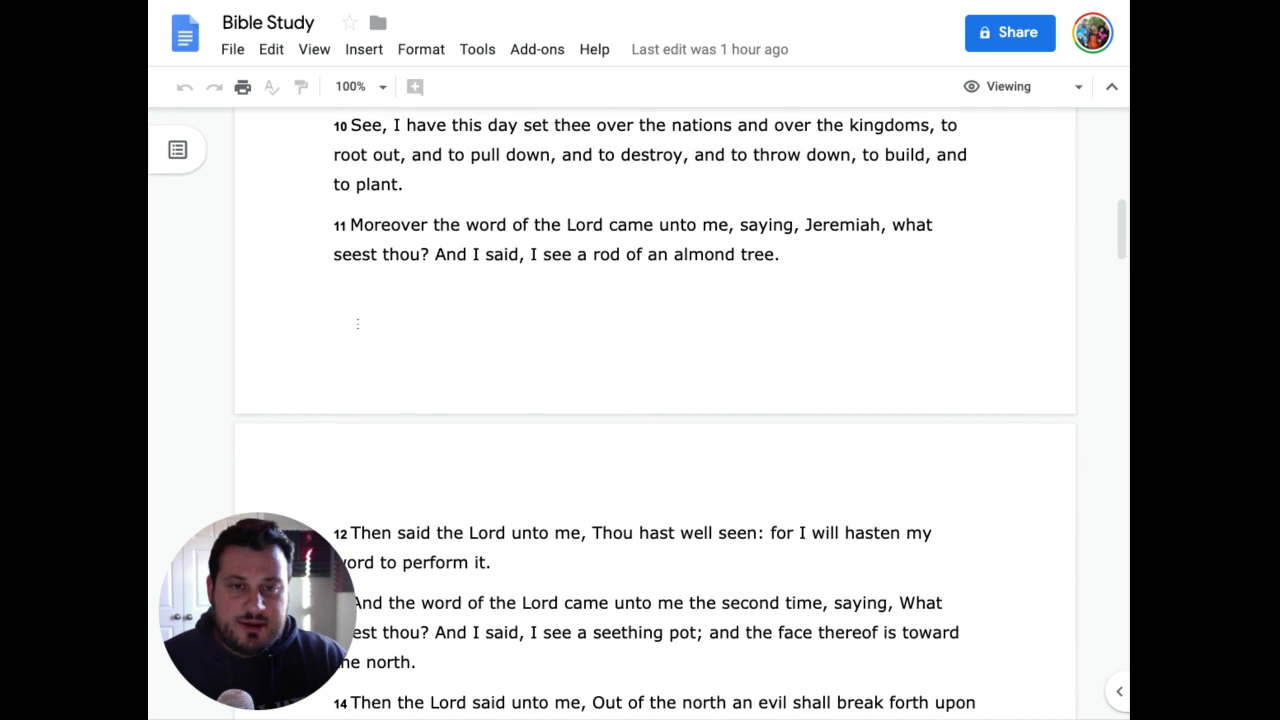 Bible Study
File Edit View Insert Format Tools Add-ons Help Last edit was 1 hour ago
Share
100%
Viewing
10 See, I have this day set thee over the nations and over the kingdoms, to
root out, and to pull down, and to destroy, and to throw down, to build, and
to plant.
11 Moreover the word of the Lord came unto me, saying, Jeremiah, what
seest thou? And I said, I see a rod of an almond tree.
12 Then said the Lord unto me, Thou hast well seen: for I will hasten my
word to perform it.
And the word of the Lord came unto me the second time, saying, What
est thou? And I said, I see a seething pot; and the face thereof is toward
he north.
14 Then the Lord said unto me, Out of the north an evil shall break forth upon